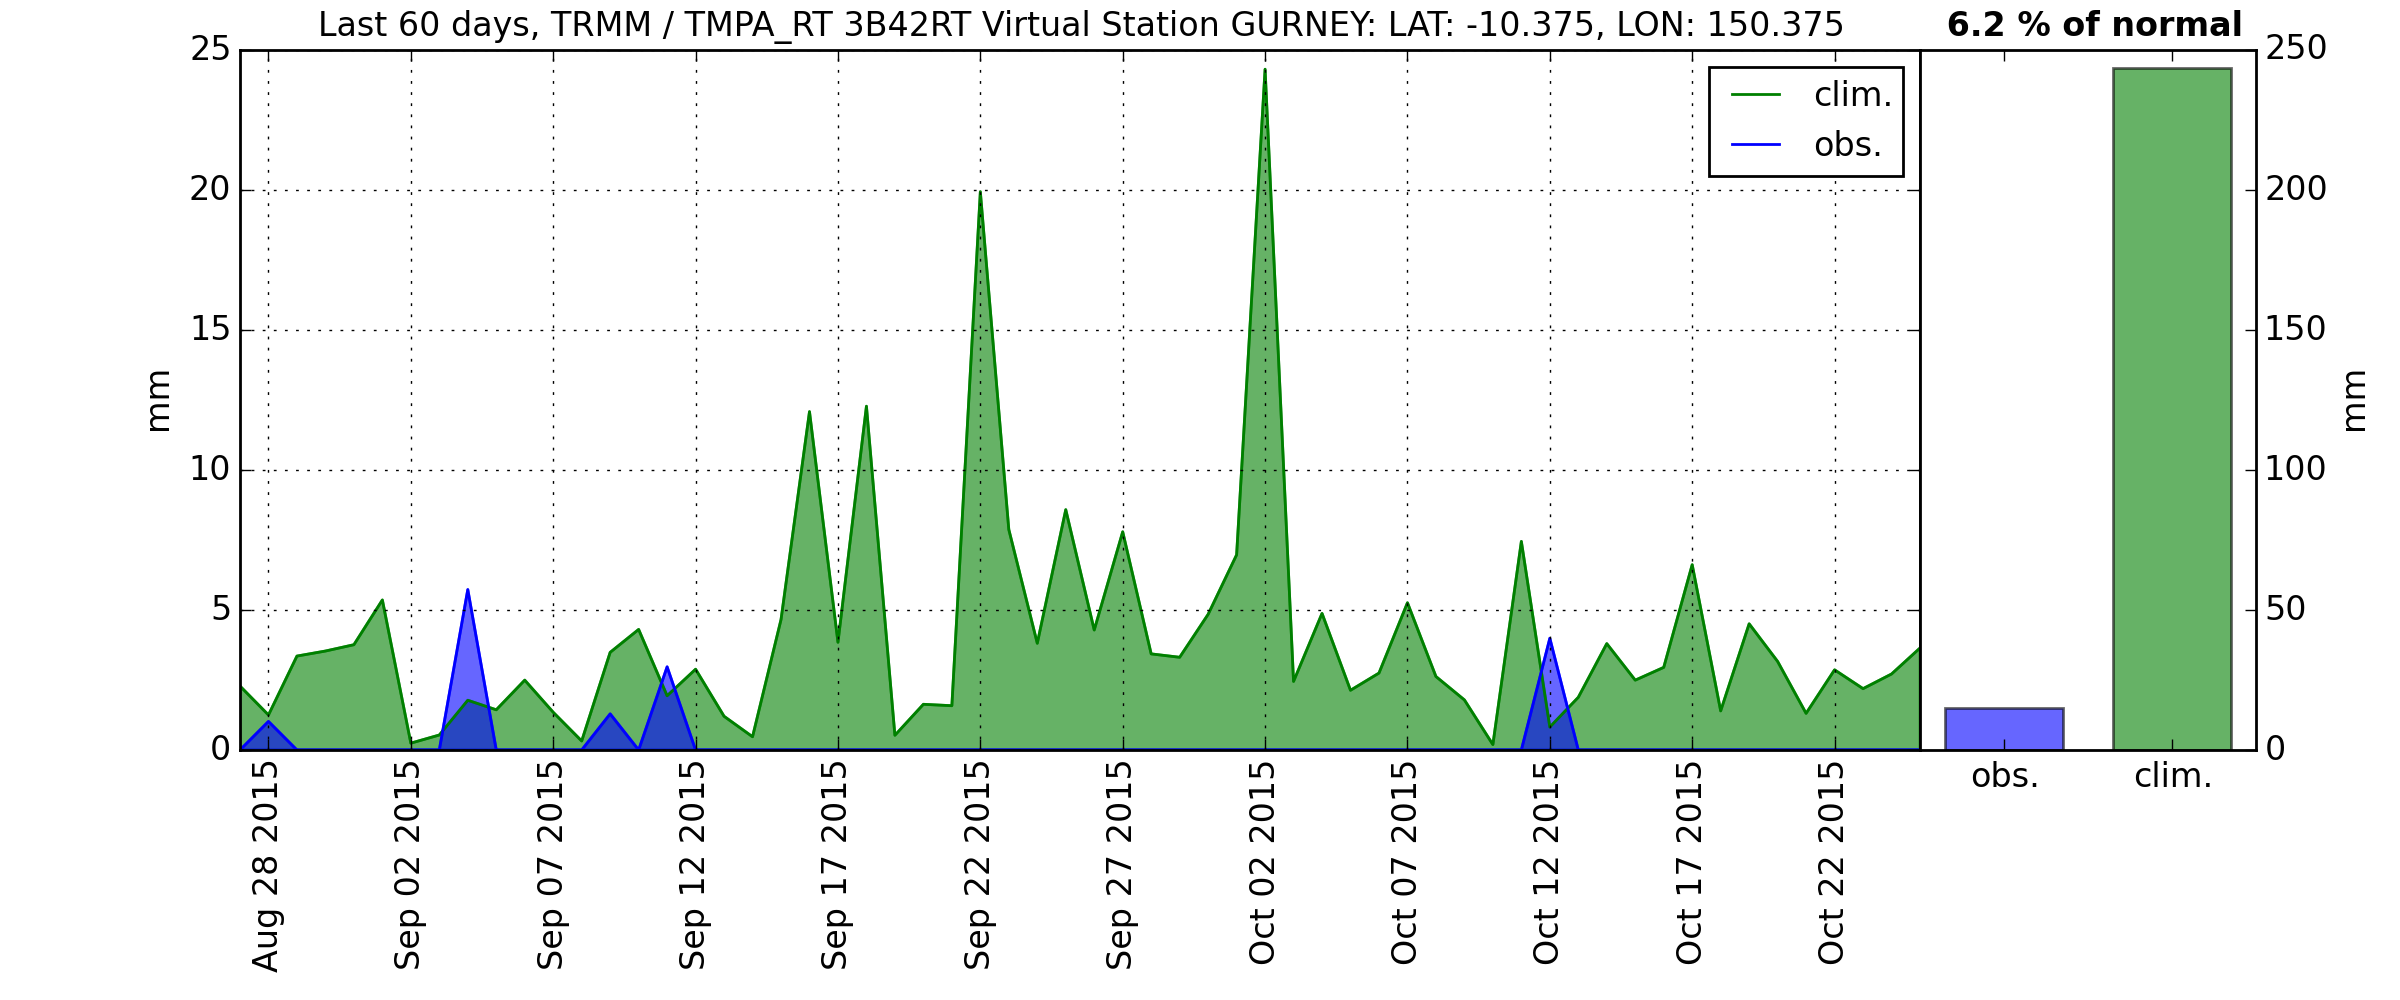 Last 60 days, TRMM / TMPA_RT 3B42RT Virtual Station GURNEY: LAT: -10.375, LON: 150.375
6.2 % of normal
25
20
15
10
5
0
mm
clim.
obs.
250
200
150
100
50
0
mm
Aug 28 2015
Sep 02 2015
Sep 07 2015
Sep 12 2015
Sep 17 2015
Sep 22 2015
Sep 27 2015
Oct 02 2015
Oct 07 2015
Oct 12 2015
Oct 17 2015
Oct 22 2015
obs.
clim.